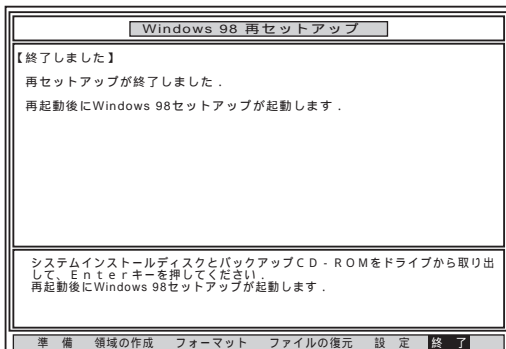 Windows 98 再セットアップ
【終了しました】
再セットアップが終了しました．
再起動後にWindows 98セットアップが起動します．
システムインストールディスクとバックアップＣＤ－ＲＯＭをドライブから取り出
して、Ｅｎｔｅｒキーを押してください．
再起動後にWindows 98セットアップが起動します．
準　備　領域の作成　フォーマット　ファイルの復元　設　定　終　了